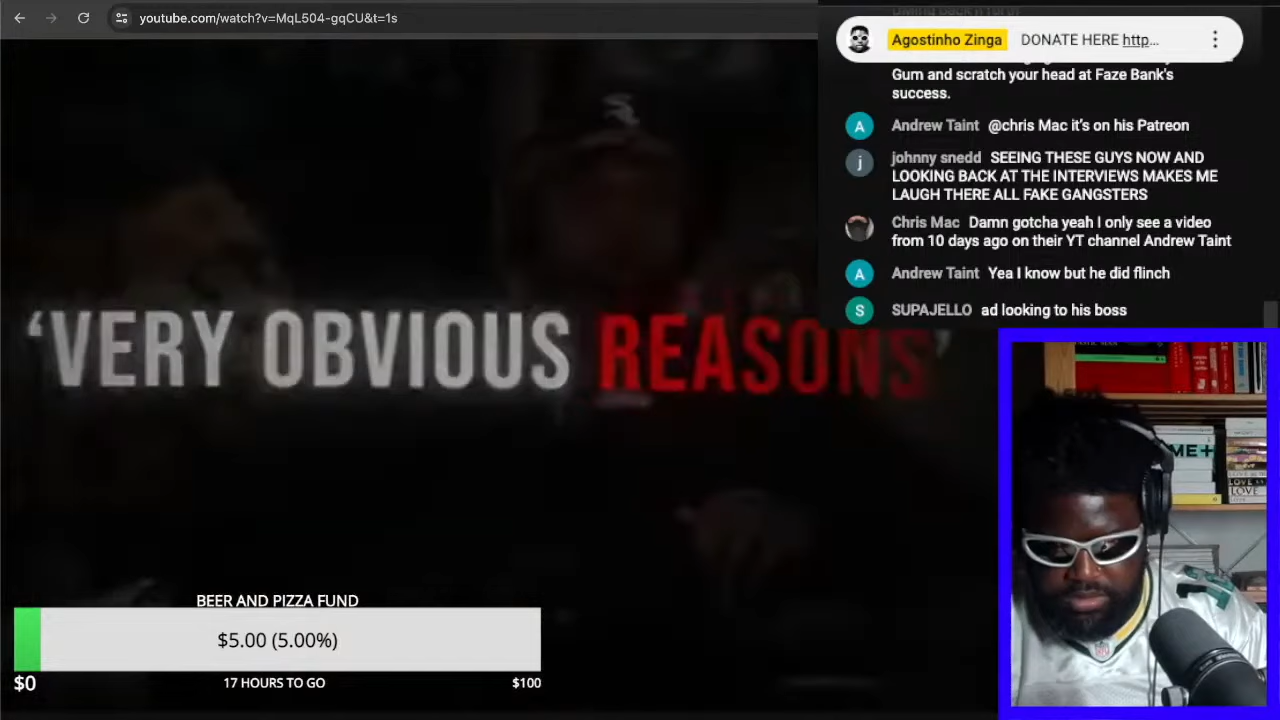 youtube.com/watch?v=MqL504-gqCU&t=1s
Agostinho Zinga DONATE HERE http...
Gum and scratch your head at Faze Bank's
success.
A Andrew Taint @chris Mac it's on his Patreon
j johnny snedd SEEING THESE GUYS NOW AND
LOOKING BACK AT THE INTERVIEWS MAKES ME
LAUGH THERE ALL FAKE GANGSTERS
Chris Mac Damn gotcha yeah I only see a video
from 10 days ago on their YT channel Andrew Taint
A Andrew Taint Yea I know but he did flinch
S SUPAJELLO ad looking to his boss
'VERY OBVIOUS REASONS'
ME+
LOVE
LOVE
NFL
BEER AND PIZZA FUND
$5.00 (5.00%)
$0 17 HOURS TO GO $100